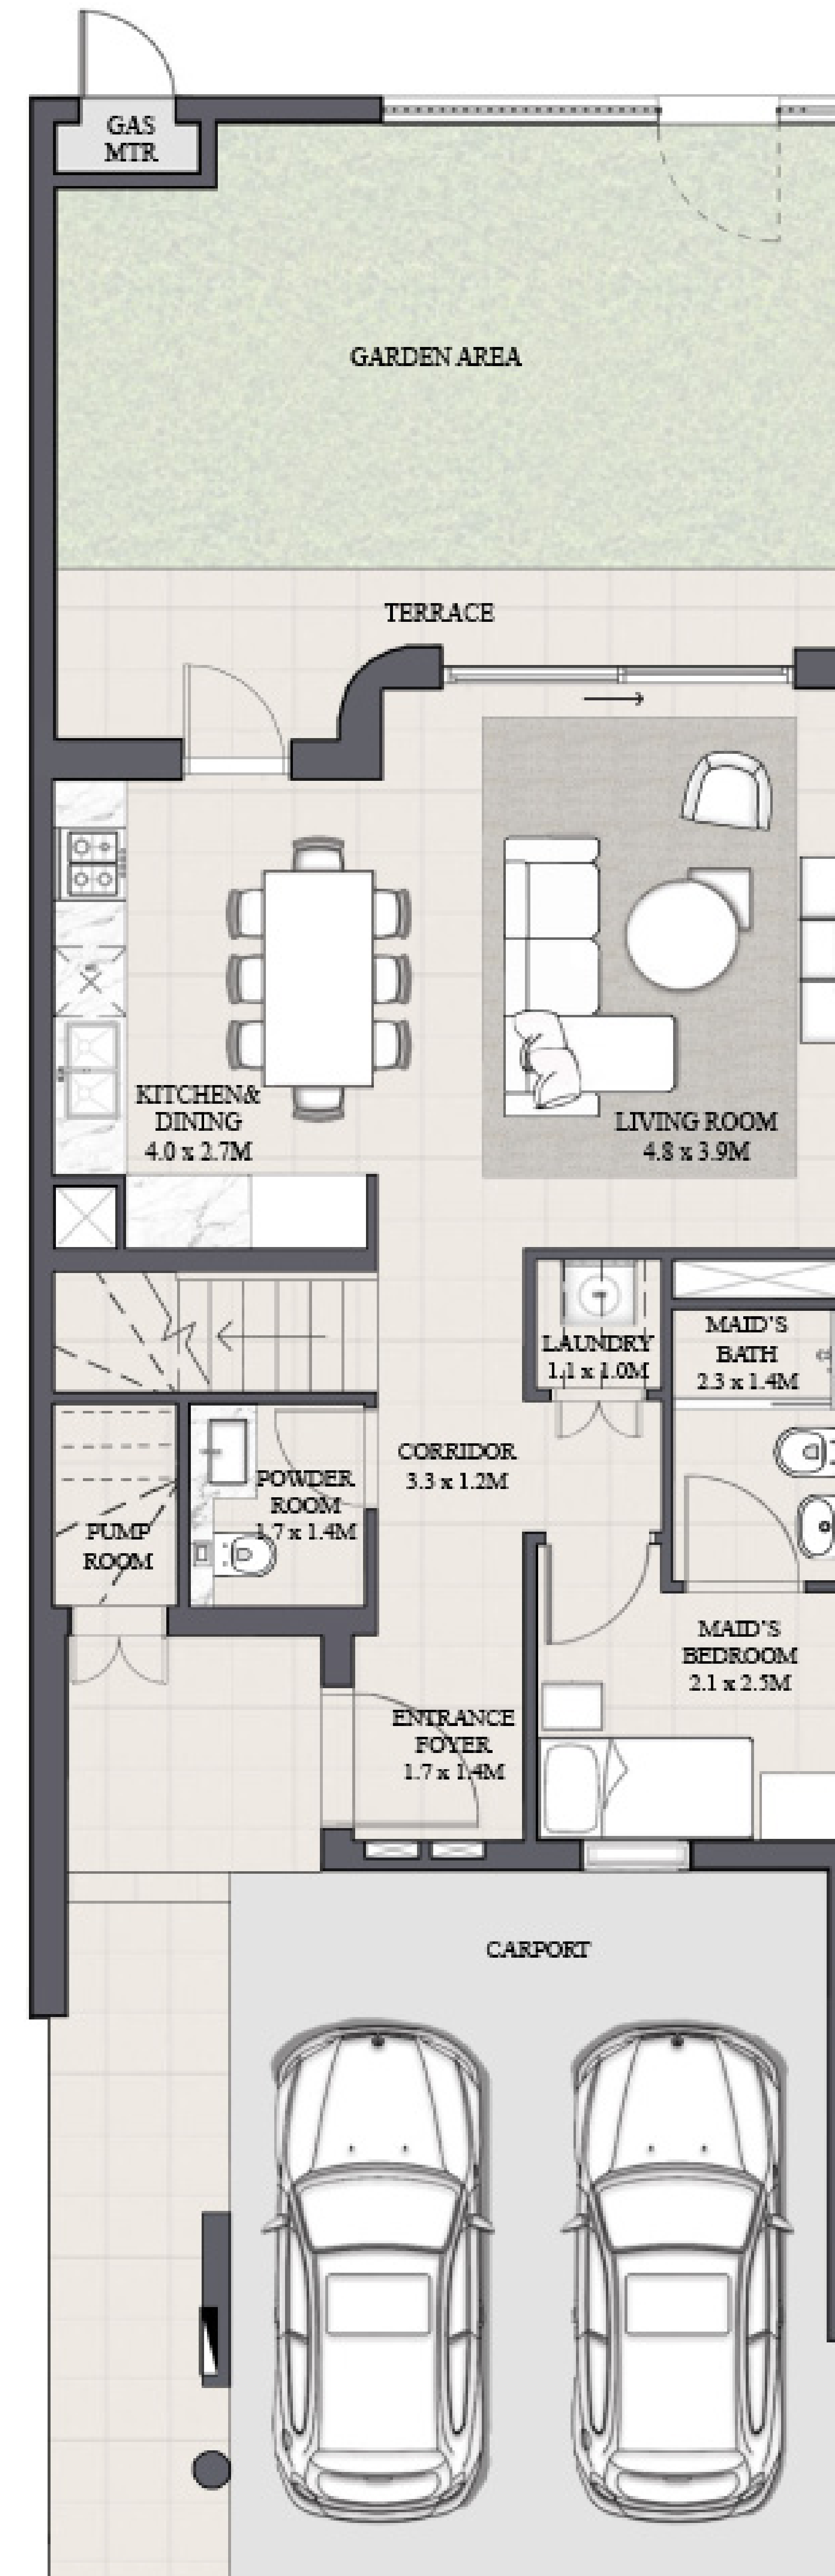 GAS
MTR
GARDEN AREA
TERRACE
KITCHEN&
DINING
4.0 x 2.7M
LIVING ROOM
4.8 x 3.9M
LAUNDRY
1.1 x 1.0M
MAID'S
BATH
2.3 x 1.4M
CORRIDOR
3.3 x 1.2M
POWDER
ROOM
1.7 x 1.4M
PUMP
ROOM
MAID'S
BEDROOM
2.1 x 2.5M
ENTRANCE
FOYER
1.7 x 1.4M
CARPORT